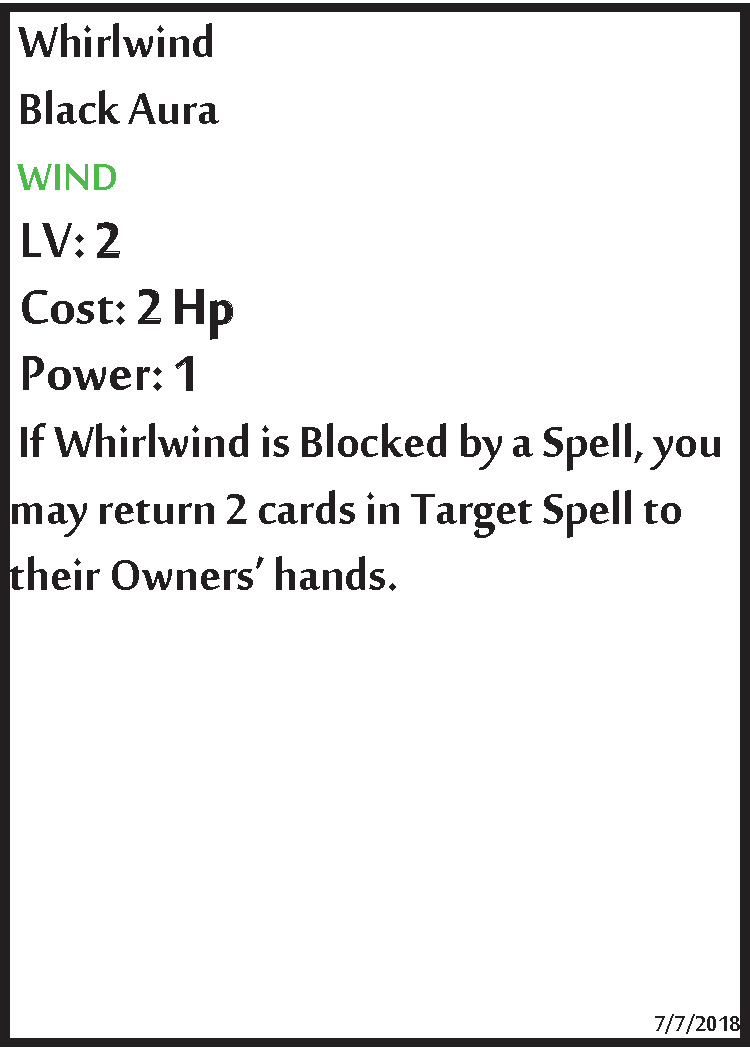 Whirlwind
Black Aura
WIND
LV: 2
Cost: 2 Hp
Power: 1
If Whirlwind is Blocked by a Spell, you
may return 2 cards in Target Spell to
their Owners’ hands.
7/7/2018